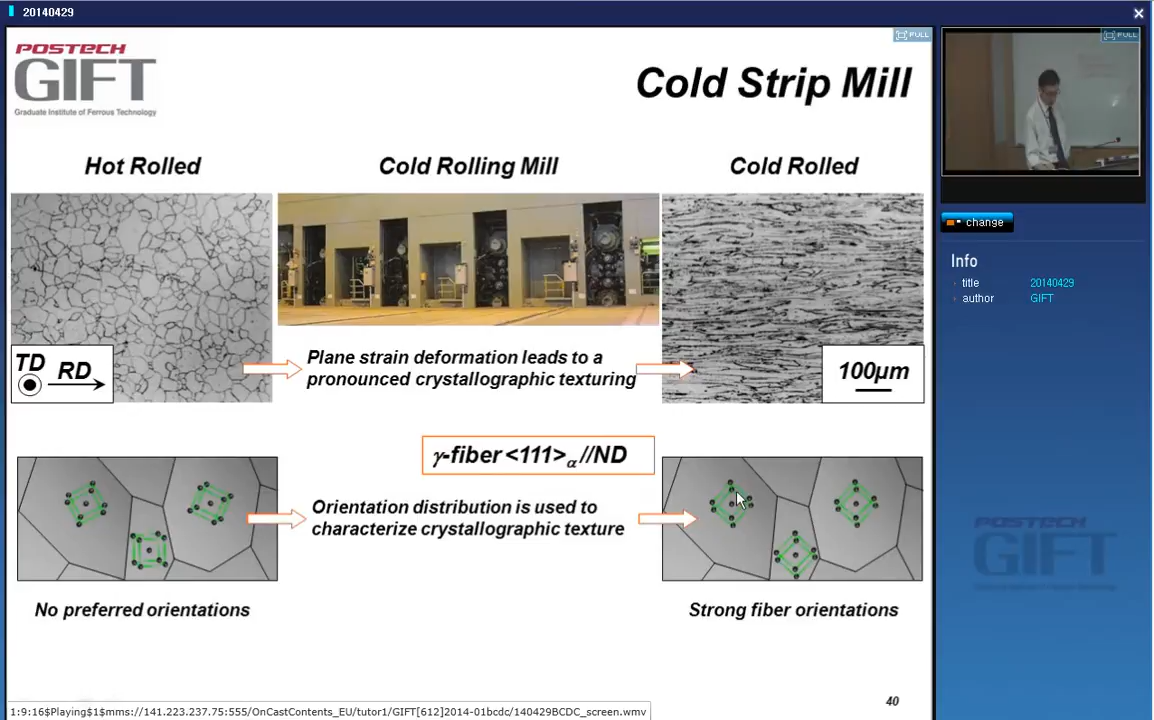 20140429
POSTECH
GIFT
Graduate Institute of Ferrous Technology
FULL
Cold Strip Mill
Hot Rolled
Cold Rolling Mill
Cold Rolled
TD
RD
Plane strain deformation leads to a
pronounced crystallographic texturing
100µm
γ-fiber <111>α//ND
Orientation distribution is used to
characterize crystallographic texture
No preferred orientations
Strong fiber orientations
40
1:9:16$Playing$1$mms://141.223.237.75:555/OnCastContents_EU/tutor1/GIFT[612]2014-01bcdc/140429BCDC_screen.wmv
FULL
change
Info
title 20140429
author GIFT
POSTECH
GIFT